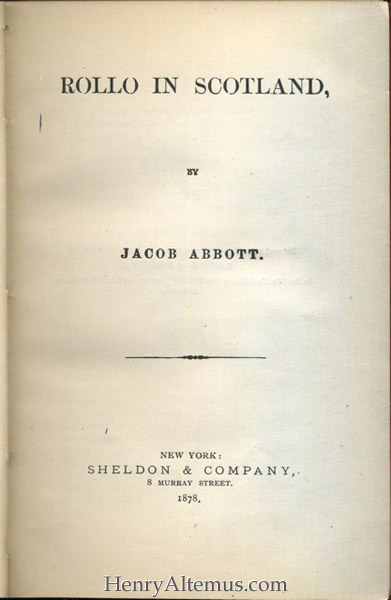 ROLLO IN SCOTLAND,
BY
JACOB ABBOTT.
NEW YORK:
SHELDON & COMPANY,
8 MURRAY STREET.
1878.
HenryAltemus.com